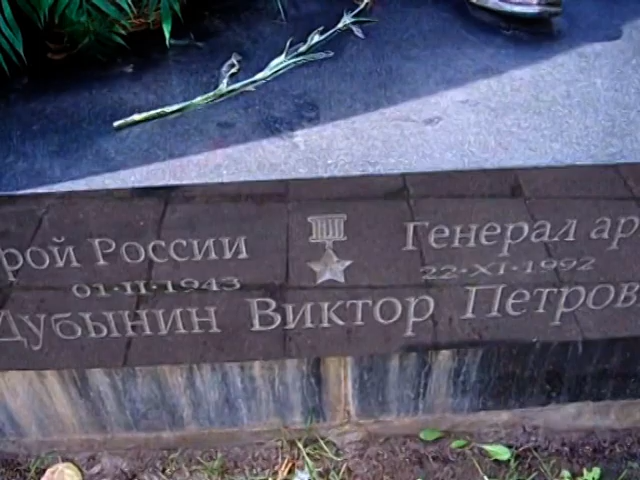 рой России Генерал ар
01·II·1943 22·XI·1992
Дубынин Виктор Петров